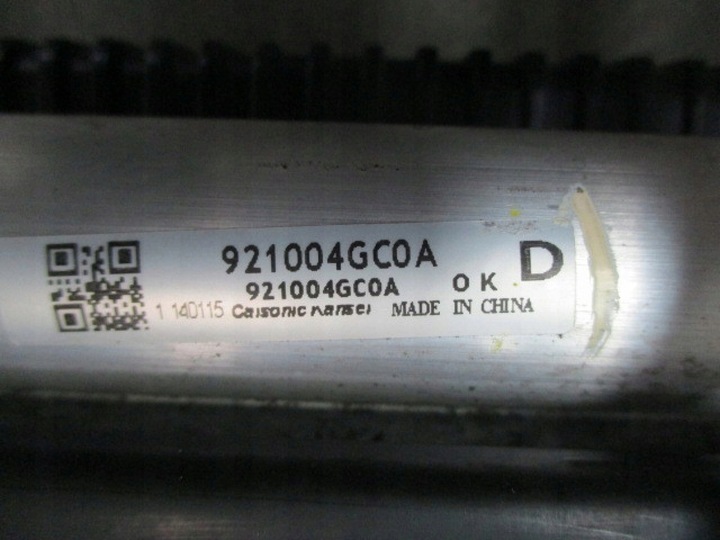 921004GC0A D
921004GC0A OK
1 140115 Calsonic Kansei MADE IN CHINA